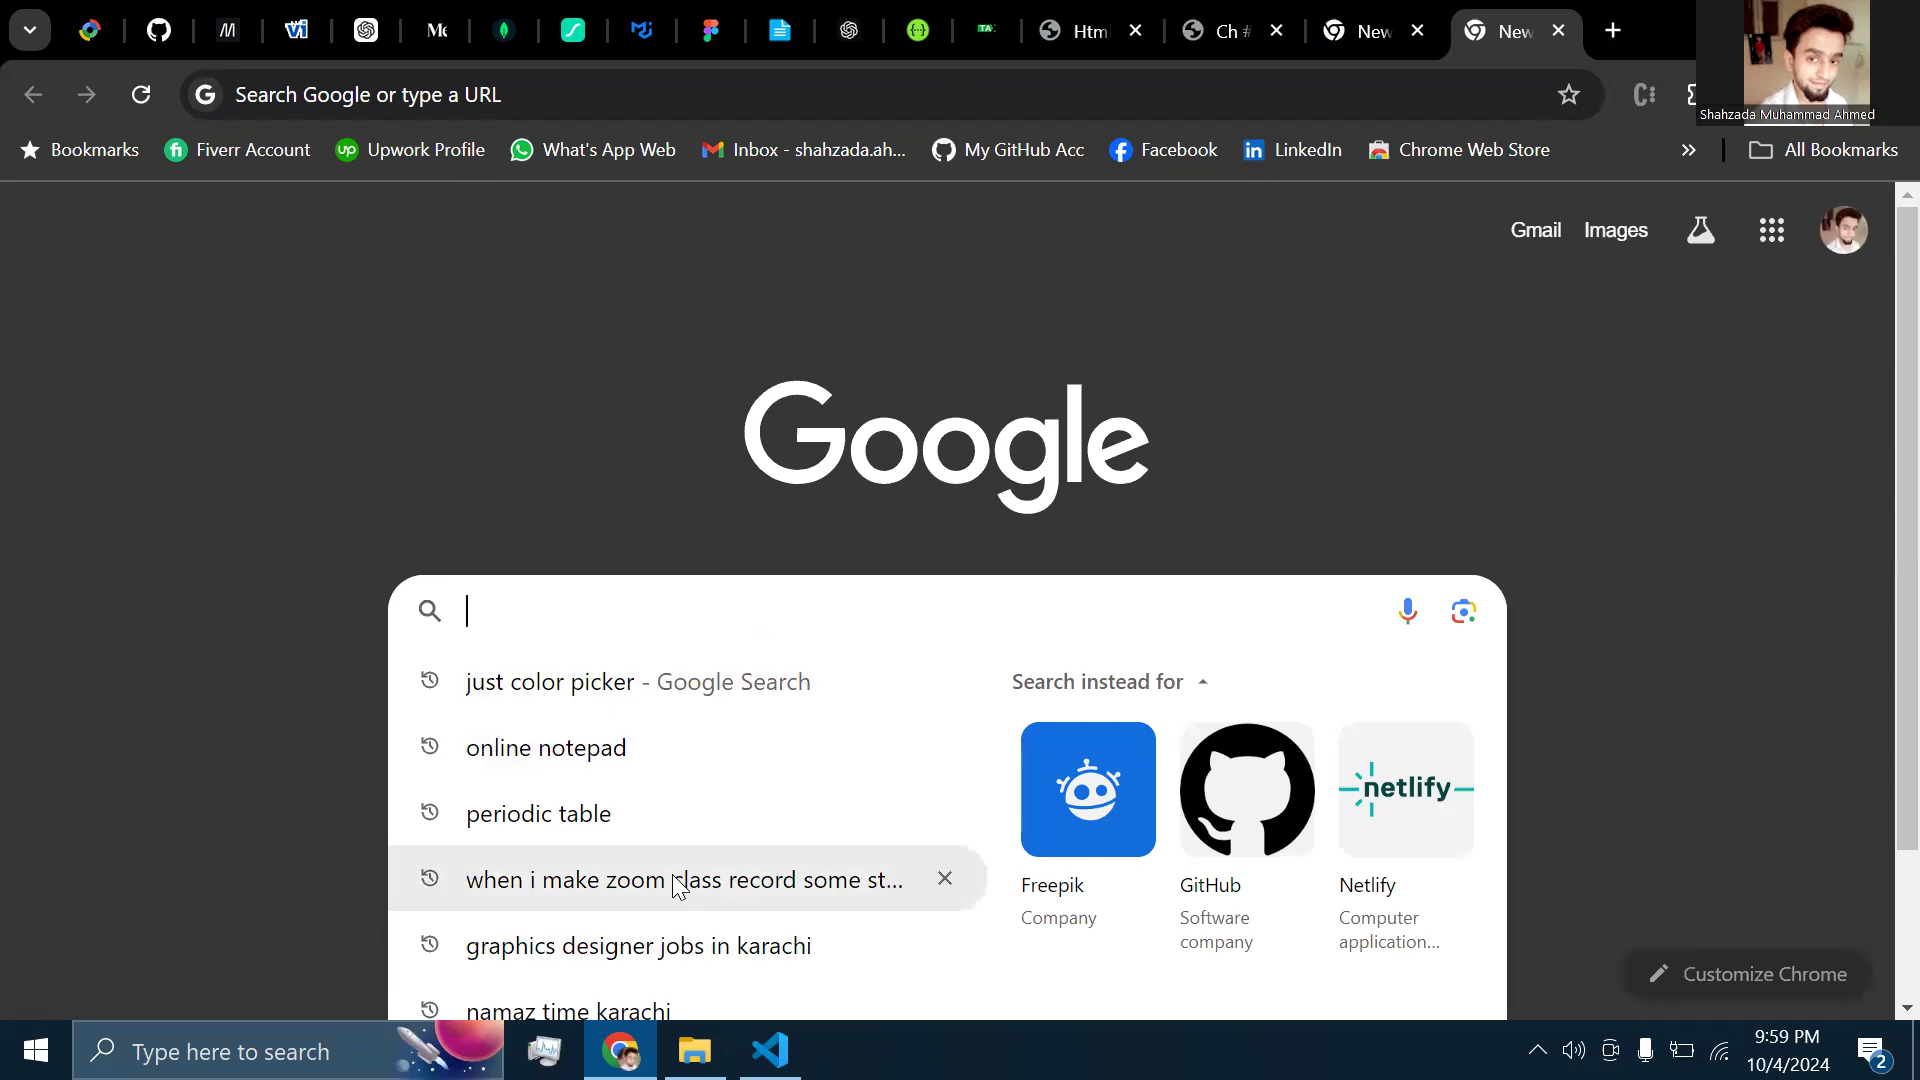 Htm
Ch #
New
New
Search Google or type a URL
Shahzada Muhammad Ahmed
Bookmarks
Fiverr Account
up
Upwork Profile
What's App Web
Inbox - shahzada.ah...
My GitHub Acc
Facebook
in
LinkedIn
Chrome Web Store
All Bookmarks
Gmail
Images
Google
just color picker - Google Search
Search instead for
online notepad
periodic table
netlify
when i make zoom class record some st...
Freepik
Company
GitHub
Software
company
Netlify
Computer
application...
graphics designer jobs in karachi
Customize Chrome
namaz time karachi
Type here to search
9:59 PM
10/4/2024
2